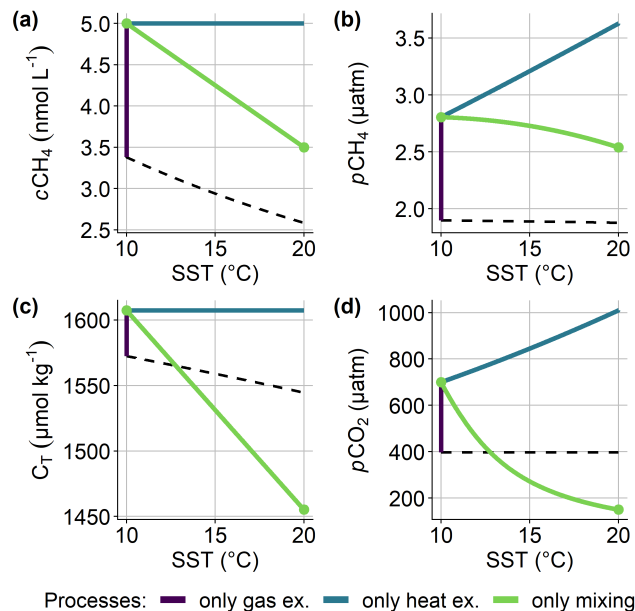 (a)
5.0
4.5
4.0
3.5
3.0
2.5
cCH₄ (nmol L⁻¹)
10 15 20
SST (°C)
(b)
3.5
3.0
2.5
2.0
pCH₄ (µatm)
10 15 20
SST (°C)
(c)
1600
1550
1500
1450
C_T (µmol kg⁻¹)
10 15 20
SST (°C)
(d)
1000
800
600
400
200
pCO₂ (µatm)
10 15 20
SST (°C)
Processes: only gas ex. only heat ex. only mixing